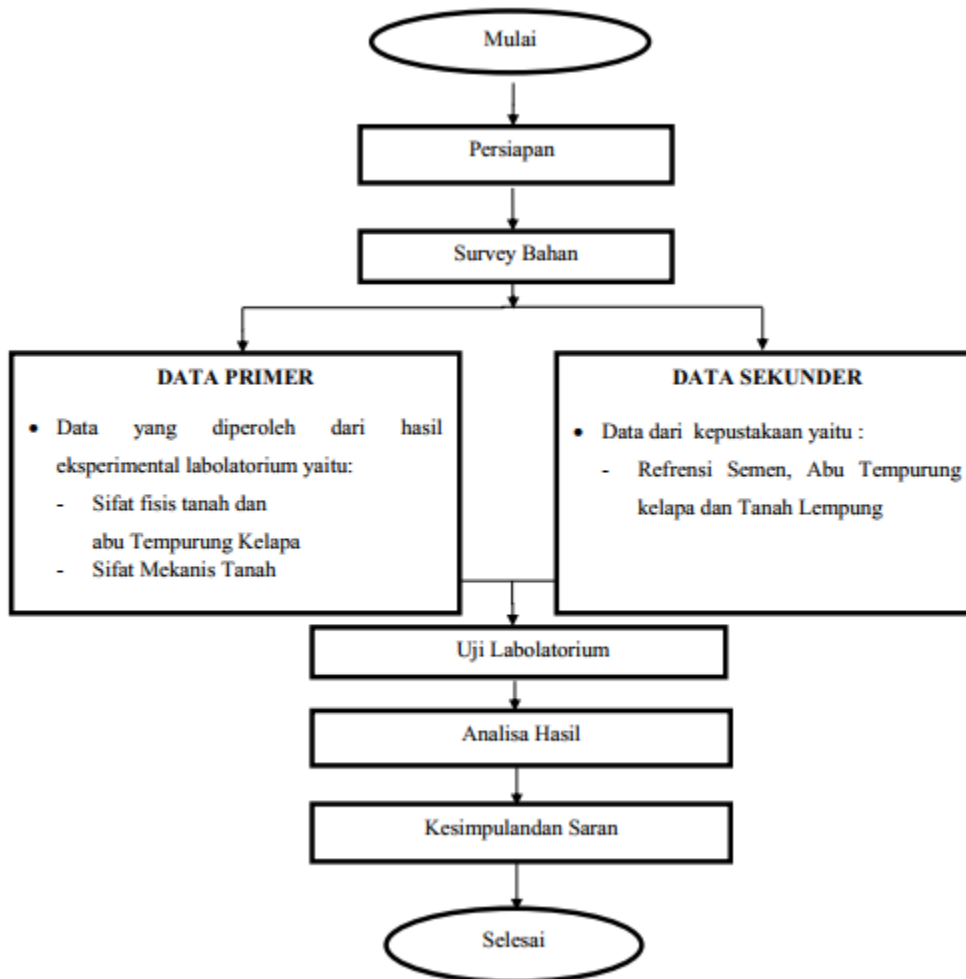 Mulai
Persiapan
Survey Bahan
DATA PRIMER
• Data yang diperoleh dari hasil
eksperimental labolatorium yaitu:
- Sifat fisis tanah dan
abu Tempurung Kelapa
- Sifat Mekanis Tanah
DATA SEKUNDER
• Data dari kepustakaan yaitu :
- Refrensi Semen, Abu Tempurung
kelapa dan Tanah Lempung
Uji Labolatorium
Analisa Hasil
Kesimpulandan Saran
Selesai